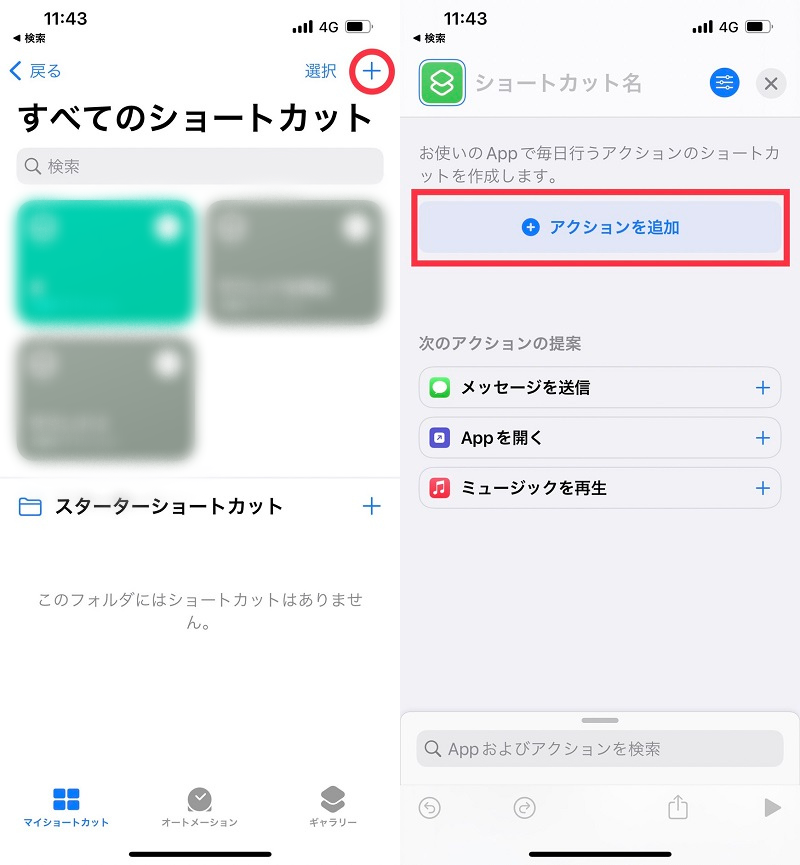 11:43
4G
◀ 検索
戻る
選択
すべてのショートカット
検索
スターターショートカット
このフォルダにはショートカットはありませ
ん。
マイショートカット
オートメーション
ギャラリー
11:43
4G
◀ 検索
ショートカット名
お使いのAppで毎日行うアクションのショートカ
ットを作成します。
アクションを追加
次のアクションの提案
メッセージを送信
Appを開く
ミュージックを再生
Appおよびアクションを検索